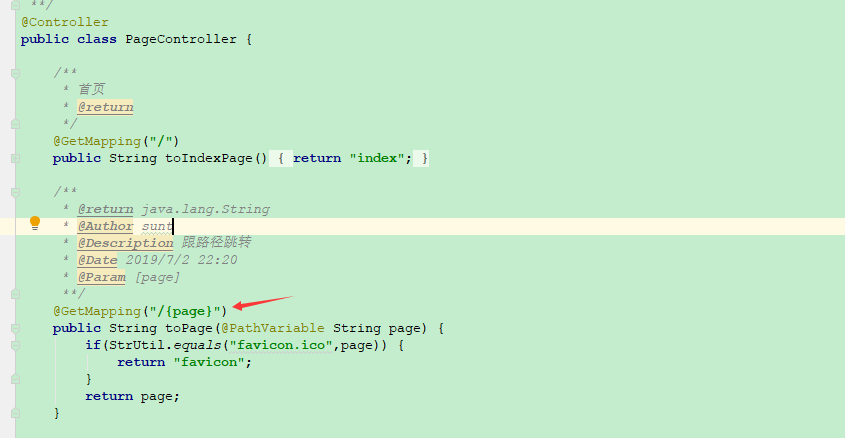 **/
@Controller
public class PageController {
/**
* 首页
* @return
*/
@GetMapping("/")
public String toIndexPage() { return "index"; }
/**
* @return java.lang.String
* @Author sunt
* @Description 跟路径跳转
* @Date 2019/7/2 22:20
* @Param [page]
**/
@GetMapping("/{page}")
public String toPage(@PathVariable String page) {
if(StrUtil.equals("favicon.ico",page)) {
return "favicon";
}
return page;
}